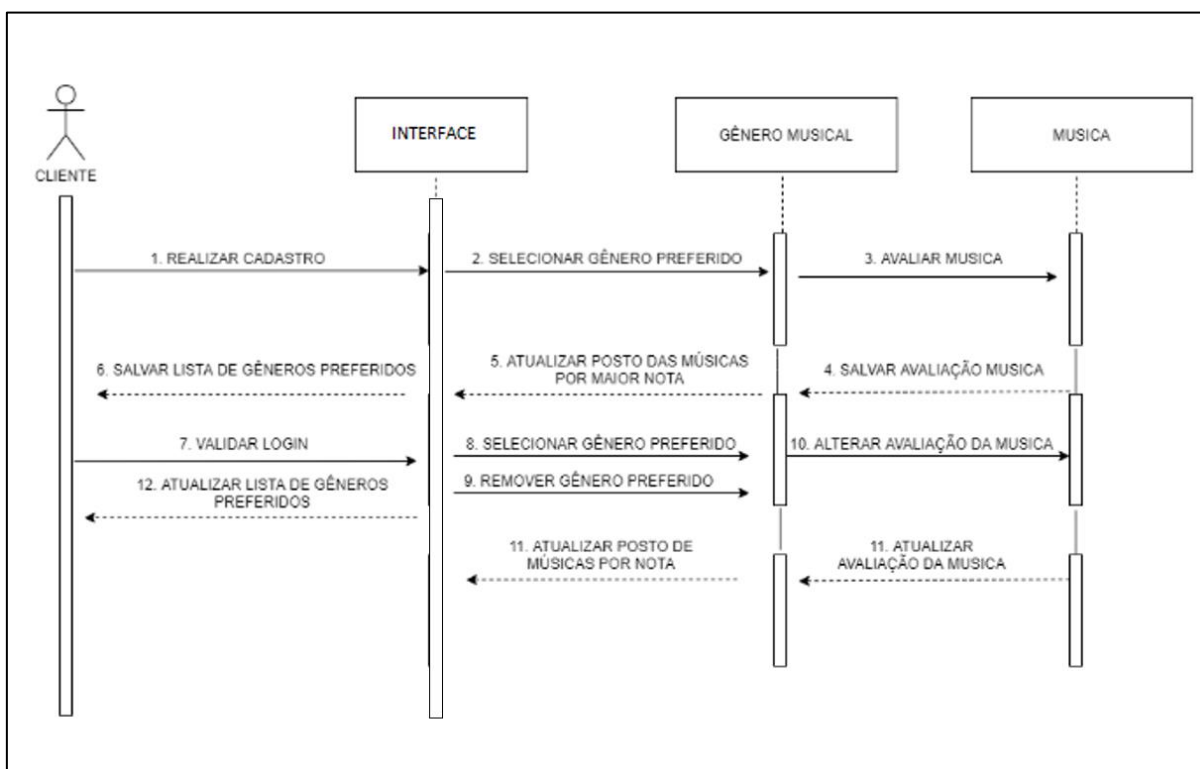 CLIENTE
INTERFACE
GÊNERO MUSICAL
MUSICA
1. REALIZAR CADASTRO
2. SELECIONAR GÊNERO PREFERIDO
3. AVALIAR MUSICA
6. SALVAR LISTA DE GÊNEROS PREFERIDOS
5. ATUALIZAR POSTO DAS MÚSICAS
POR MAIOR NOTA
4. SALVAR AVALIAÇÃO MUSICA
7. VALIDAR LOGIN
8. SELECIONAR GÊNERO PREFERIDO
10. ALTERAR AVALIAÇÃO DA MUSICA
12. ATUALIZAR LISTA DE GÊNEROS
PREFERIDOS
9. REMOVER GÊNERO PREFERIDO
11. ATUALIZAR POSTO DE
MÚSICAS POR NOTA
11. ATUALIZAR
AVALIAÇÃO DA MUSICA